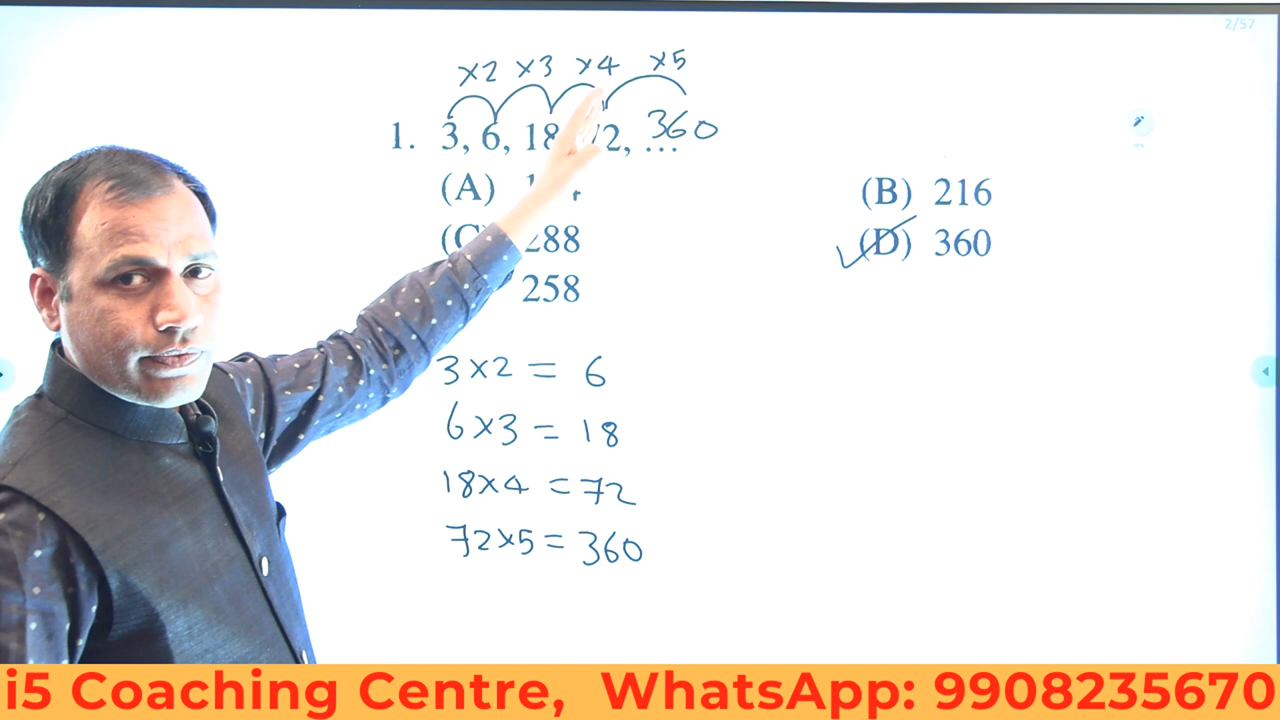 2/57
×2 ×3 ×4 ×5
1. 3, 6, 18 2, ... 360
(A)
(B) 216
288
(D) 360
258
3×2 = 6
6×3 = 18
18×4 = 72
72×5 = 360
i5 Coaching Centre, WhatsApp: 9908235670